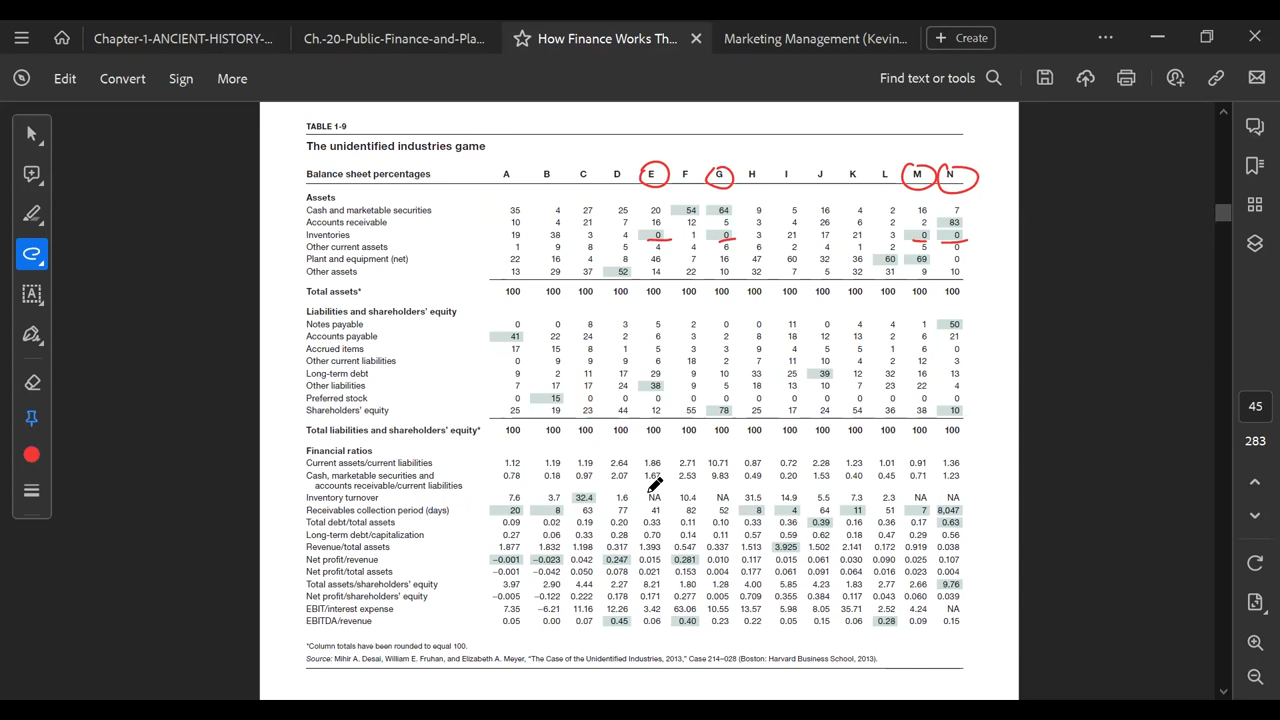 Chapter-1-ANCIENT-HISTORY-... Ch.-20-Public-Finance-and-Pla... How Finance Works Th... Marketing Management (Kevin... Create
Edit Convert Sign More Find text or tools
TABLE 1-9
The unidentified industries game
Balance sheet percentages A B C D E F G H I J K L M N
Assets
Cash and marketable securities 35 4 27 25 20 54 64 9 5 16 4 2 16 7
Accounts receivable 10 4 21 7 16 12 5 3 4 26 6 2 2 83
Inventories 19 38 3 4 0 1 0 3 21 17 21 3 0 0
Other current assets 1 9 8 5 4 4 6 6 2 4 1 2 5 0
Plant and equipment (net) 22 16 4 8 46 7 16 47 60 32 36 60 69 0
Other assets 13 29 37 52 14 22 10 32 7 5 32 31 9 10
Total assets* 100 100 100 100 100 100 100 100 100 100 100 100 100 100
Liabilities and shareholders' equity
Notes payable 0 0 8 3 5 2 0 0 11 0 4 4 1 50
Accounts payable 41 22 24 2 6 3 2 8 18 12 13 2 6 21
Accrued items 17 15 8 1 5 3 3 9 4 5 5 1 6 0
Other current liabilities 0 9 9 9 6 18 2 7 11 10 4 2 12 3
Long-term debt 9 2 11 17 29 9 10 33 25 39 12 32 16 13
Other liabilities 7 17 17 24 38 9 5 18 13 10 7 23 22 4
Preferred stock 0 15 0 0 0 0 0 0 0 0 0 0 0 0
Shareholders' equity 25 19 23 44 12 55 78 25 17 24 54 36 38 10
Total liabilities and shareholders' equity* 100 100 100 100 100 100 100 100 100 100 100 100 100 100
Financial ratios
Current assets/current liabilities 1.12 1.19 1.19 2.64 1.86 2.71 10.71 0.87 0.72 2.28 1.23 1.01 0.91 1.36
Cash, marketable securities and 0.78 0.18 0.97 2.07 1.67 2.53 9.83 0.49 0.20 1.53 0.40 0.45 0.71 1.23
accounts receivable/current liabilities
Inventory turnover 7.6 3.7 32.4 1.6 NA 10.4 NA 31.5 14.9 5.5 7.3 2.3 NA NA
Receivables collection period (days) 20 8 63 77 41 82 52 8 4 64 11 51 7 8,047
Total debt/total assets 0.09 0.02 0.19 0.20 0.33 0.11 0.10 0.33 0.36 0.39 0.16 0.36 0.17 0.63
Long-term debt/capitalization 0.27 0.06 0.33 0.28 0.70 0.14 0.11 0.57 0.59 0.62 0.18 0.47 0.29 0.56
Revenue/total assets 1.877 1.832 1.198 0.317 1.393 0.547 0.337 1.513 3.925 1.502 2.141 0.172 0.919 0.038
Net profit/revenue −0.001 −0.023 0.042 0.247 0.015 0.281 0.010 0.117 0.015 0.061 0.030 0.090 0.025 0.107
Net profit/total assets −0.001 −0.042 0.050 0.078 0.021 0.153 0.004 0.177 0.061 0.091 0.064 0.016 0.023 0.004
Total assets/shareholders' equity 3.97 2.90 4.44 2.27 8.21 1.80 1.28 4.00 5.85 4.23 1.83 2.77 2.66 9.76
Net profit/shareholders' equity −0.005 −0.122 0.222 0.178 0.171 0.277 0.005 0.709 0.355 0.384 0.117 0.043 0.060 0.039
EBIT/interest expense 7.35 −6.21 11.16 12.26 3.42 63.06 10.55 13.57 5.98 8.05 35.71 2.52 4.24 NA
EBITDA/revenue 0.05 0.00 0.07 0.45 0.06 0.40 0.23 0.22 0.05 0.15 0.06 0.28 0.09 0.15
*Column totals have been rounded to equal 100.
Source: Mihir A. Desai, William E. Fruhan, and Elizabeth A. Meyer, "The Case of the Unidentified Industries, 2013," Case 214–028 (Boston: Harvard Business School, 2013).
45
283